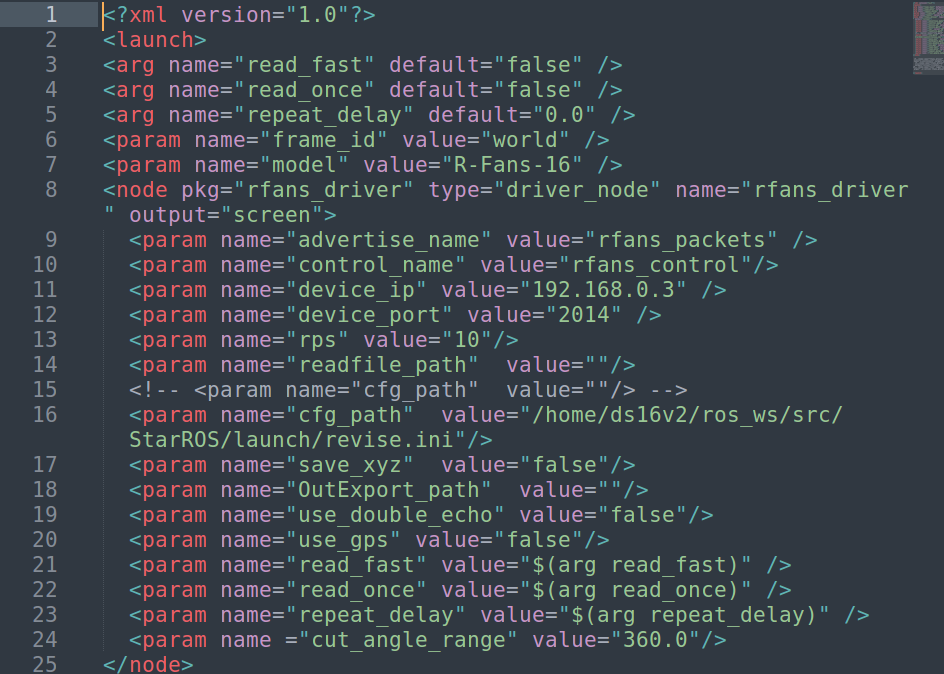 1 <?xml version="1.0"?>
2 <launch>
3 <arg name="read_fast" default="false" />
4 <arg name="read_once" default="false" />
5 <arg name="repeat_delay" default="0.0" />
6 <param name="frame_id" value="world" />
7 <param name="model" value="R-Fans-16" />
8 <node pkg="rfans_driver" type="driver_node" name="rfans_driver
" output="screen">
9 <param name="advertise_name" value="rfans_packets" />
10 <param name="control_name" value="rfans_control"/>
11 <param name="device_ip" value="192.168.0.3" />
12 <param name="device_port" value="2014" />
13 <param name="rps" value="10"/>
14 <param name="readfile_path"  value=""/>
15 <!-- <param name="cfg_path"  value=""/> -->
16 <param name="cfg_path"  value="/home/ds16v2/ros_ws/src/
StarROS/launch/revise.ini"/>
17 <param name="save_xyz"  value="false"/>
18 <param name="OutExport_path"  value=""/>
19 <param name="use_double_echo" value="false"/>
20 <param name="use_gps" value="false"/>
21 <param name="read_fast" value="$(arg read_fast)" />
22 <param name="read_once" value="$(arg read_once)" />
23 <param name="repeat_delay" value="$(arg repeat_delay)" />
24 <param name ="cut_angle_range" value="360.0"/>
25 </node>